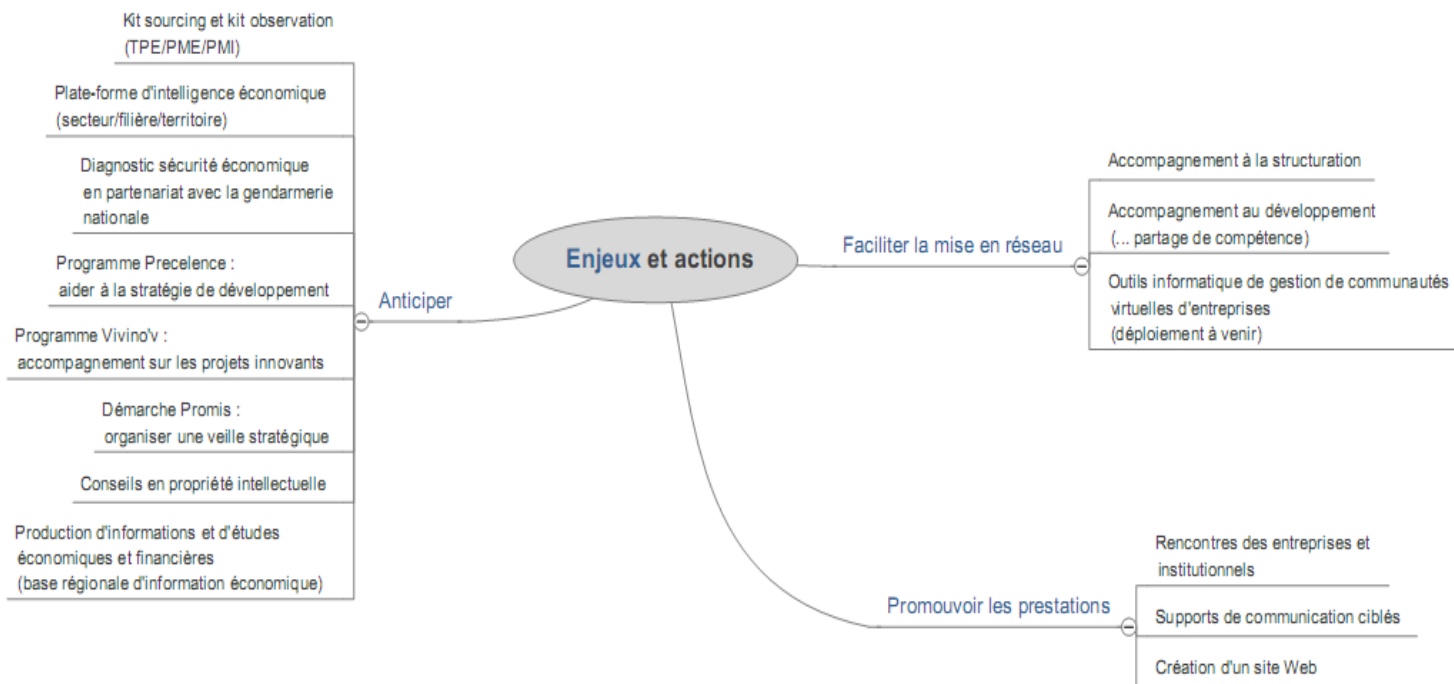 Enjeux et actions
Anticiper
Kit sourcing et kit observation
(TPE/PME/PMI)
Plate-forme d'intelligence économique
(secteur/filière/territoire)
Diagnostic sécurité économique
en partenariat avec la gendarmerie
nationale
Programme Precelence :
aider à la stratégie de développement
Programme Vivino'v :
accompagnement sur les projets innovants
Démarche Promis :
organiser une veille stratégique
Conseils en propriété intellectuelle
Production d'informations et d'études
économiques et financières
(base régionale d'information économique)
Faciliter la mise en réseau
Accompagnement à la structuration
Accompagnement au développement
(... partage de compétence)
Outils informatique de gestion de communautés
virtuelles d'entreprises
(déploiement à venir)
Promouvoir les prestations
Rencontres des entreprises et
institutionnels
Supports de communication ciblés
Création d'un site Web